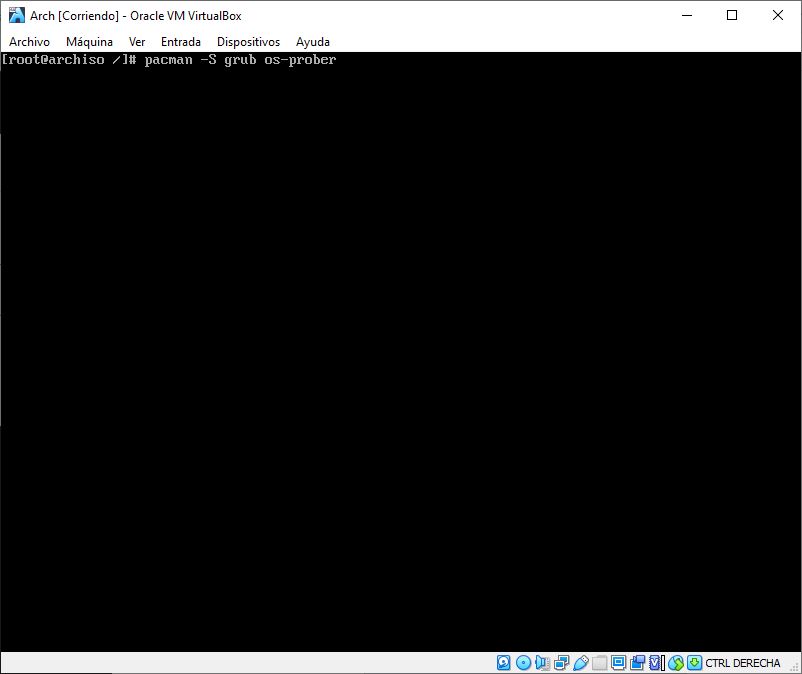 Arch [Corriendo] - Oracle VM VirtualBox
Archivo Máquina Ver Entrada Dispositivos Ayuda
[root@archiso /]# pacman -S grub os-prober
CTRL DERECHA